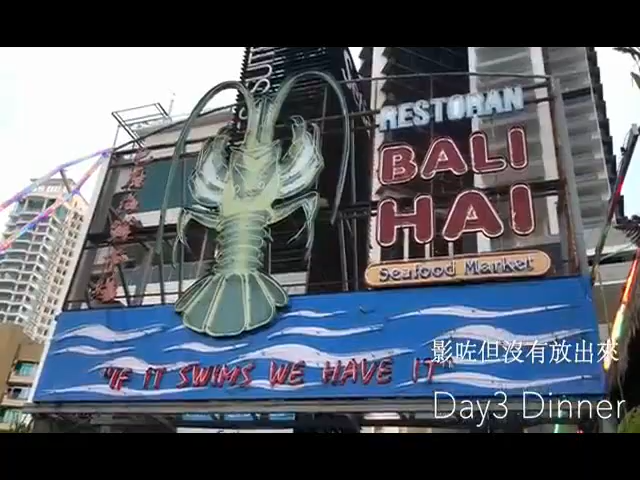 RESTORAN
BALI
HAI
Seafood Market
"IF IT SWIMS WE HAVE IT"
影咗但沒有放出來
Day3 Dinner